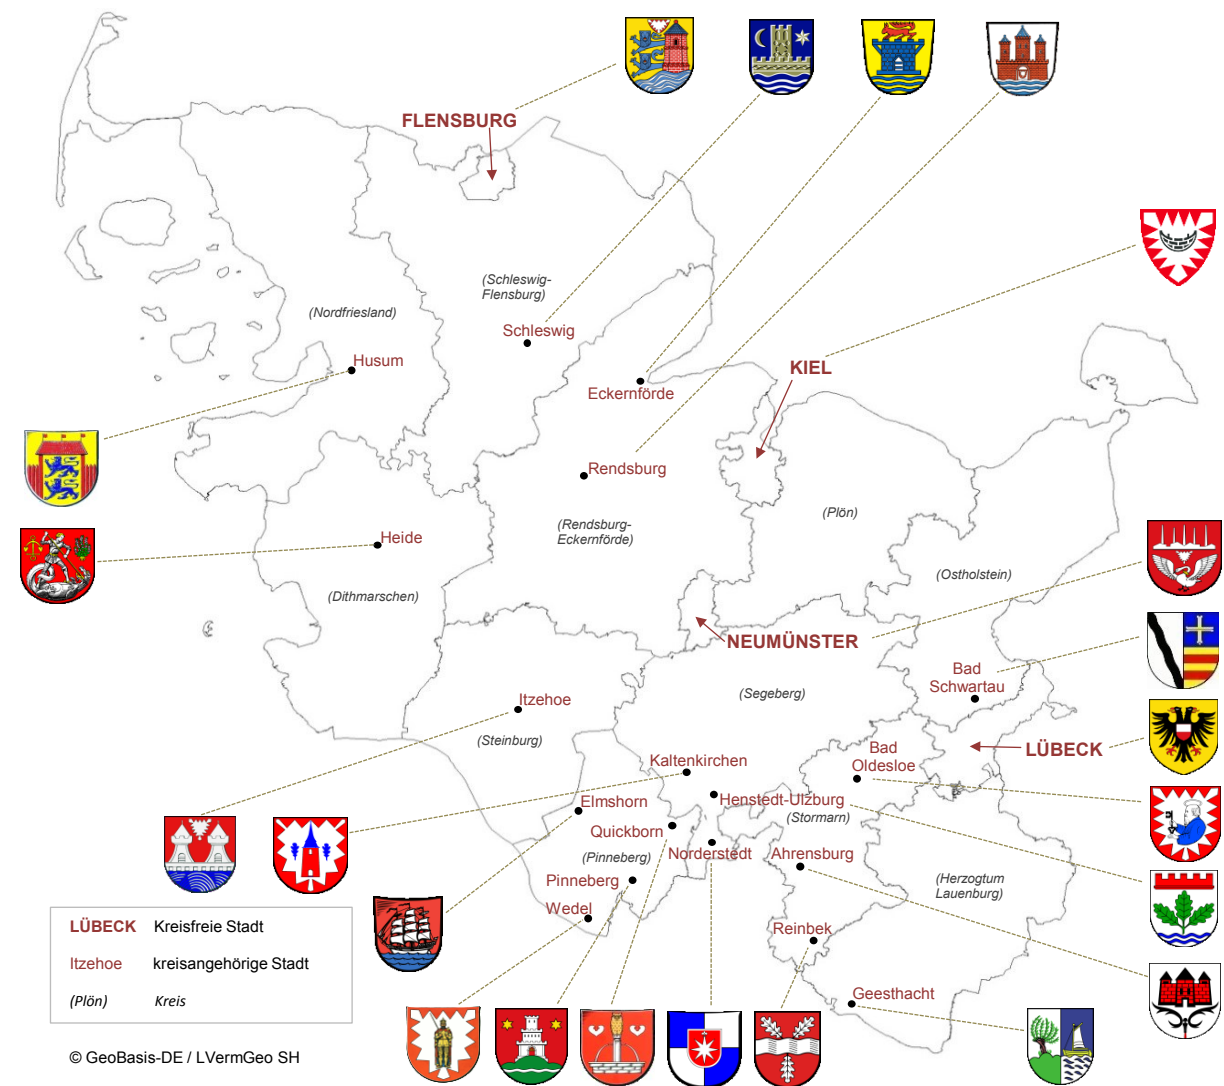 FLENSBURG
(Schleswig-
Flensburg)
(Nordfriesland)
Schleswig
Husum
KIEL
Eckernförde
Rendsburg
(Plön)
(Rendsburg-
Eckernförde)
Heide
(Ostholstein)
(Dithmarschen)
NEUMÜNSTER
Bad
Schwartau
(Segeberg)
Itzehoe
(Steinburg)
LÜBECK
Bad
Oldesloe
Kaltenkirchen
Henstedt-Ulzburg
(Stormarn)
Elmshorn
Quickborn
(Pinneberg)
Norderstedt
Ahrensburg
Pinneberg
(Herzogtum
Lauenburg)
Wedel
Reinbek
Geesthacht
LÜBECK Kreisfreie Stadt
Itzehoe kreisangehörige Stadt
(Plön) Kreis
© GeoBasis-DE / LVermGeo SH